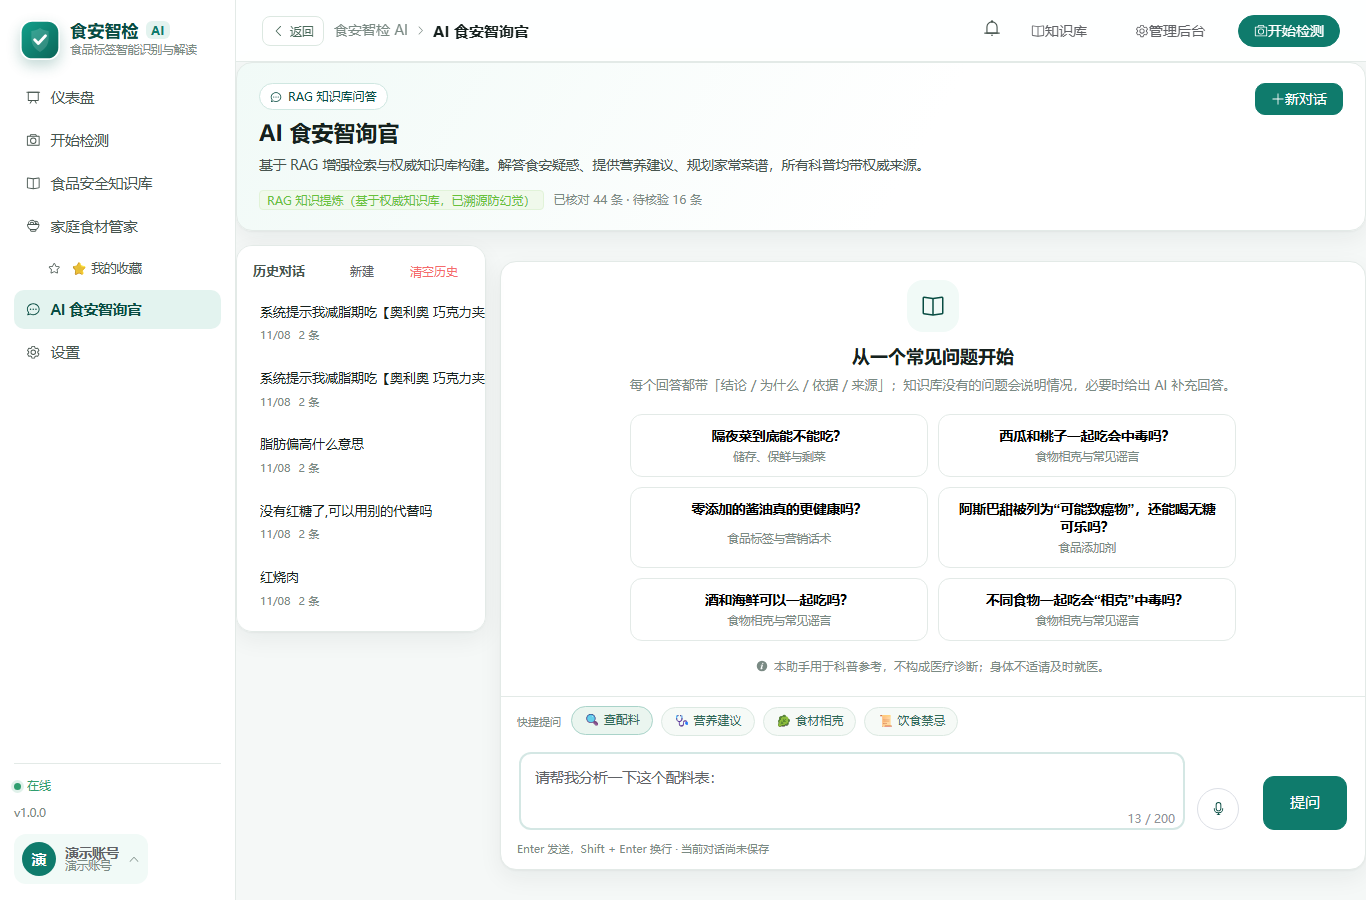 食安智检 AI
食品标签智能识别与解读
仪表盘
开始检测
食品安全知识库
家庭食材管家
我的收藏
AI 食安智询官
设置
在线
v1.0.0
演
演示账号
演示账号
返回
食安智检 AI
AI 食安智询官
知识库
管理后台
开始检测
RAG 知识库问答
新对话
AI 食安智询官
基于 RAG 增强检索与权威知识库构建。解答食安疑惑、提供营养建议、规划家常菜谱，所有科普均带权威来源。
RAG 知识提炼（基于权威知识库，已溯源防幻觉）
已核对 44 条 · 待核验 16 条
历史对话
新建
清空历史
系统提示我减脂期吃【奥利奥 巧克力夹
11/08 2 条
系统提示我减脂期吃【奥利奥 巧克力夹
11/08 2 条
脂肪偏高什么意思
11/08 2 条
没有红糖了,可以用别的代替吗
11/08 2 条
红烧肉
11/08 2 条
从一个常见问题开始
每个回答都带「结论 / 为什么 / 依据 / 来源」；知识库没有的问题会说明情况，必要时给出 AI 补充回答。
隔夜菜到底能不能吃？
储存、保鲜与剩菜
西瓜和桃子一起吃会中毒吗？
食物相克与常见谣言
零添加的酱油真的更健康吗？
食品标签与营销话术
阿斯巴甜被列为“可能致癌物”，还能喝无糖
可乐吗？
食品添加剂
酒和海鲜可以一起吃吗？
食物相克与常见谣言
不同食物一起吃会“相克”中毒吗？
食物相克与常见谣言
本助手用于科普参考，不构成医疗诊断；身体不适请及时就医。
快捷提问
查配料
营养建议
食材相克
饮食禁忌
请帮我分析一下这个配料表：
13 / 200
提问
Enter 发送，Shift + Enter 换行 · 当前对话尚未保存